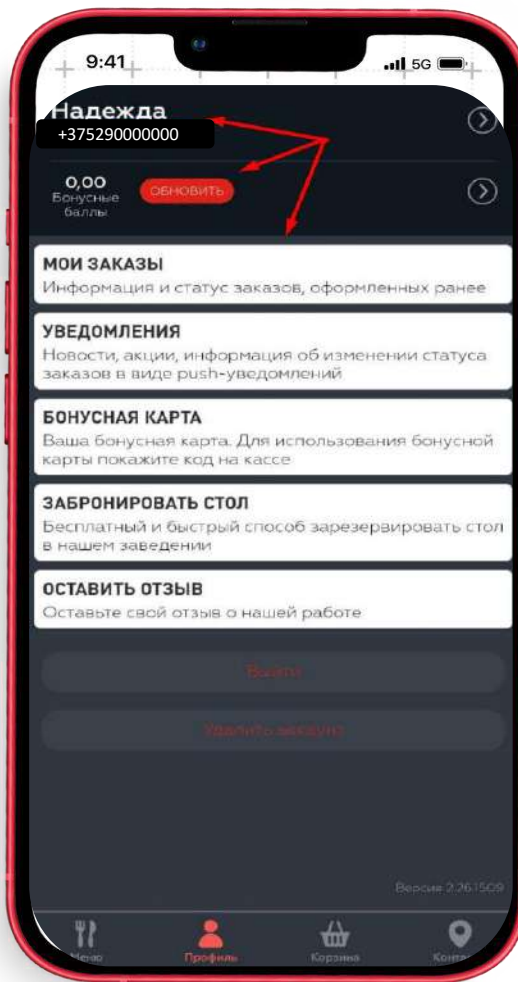 9:41
5G
Надежда
+375290000000
0,00
Бонусные
баллы
ОБНОВИТЬ
МОИ ЗАКАЗЫ
Информация и статус заказов, оформленных ранее
УВЕДОМЛЕНИЯ
Новости, акции, информация об изменении статуса
заказов в виде push-уведомлений
БОНУСНАЯ КАРТА
Ваша бонусная карта. Для использования бонусной
карты покажите код на кассе
ЗАБРОНИРОВАТЬ СТОЛ
Бесплатный и быстрый способ зарезервировать стол
в нашем заведении
ОСТАВИТЬ ОТЗЫВ
Оставьте свой отзыв о нашей работе
Выйти
Удалить аккаунт
Версия 2.26.1509
Меню
Профиль
Корзина
Конта